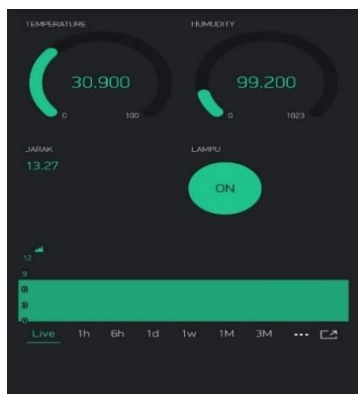 TEMPERATURE
HUMUDITY
30.900
99.200
0 100
0 1023
JARAK
LAMPU
13.27
ON
12
9
Live 1h 6h 1d 1w 1M 3M ...